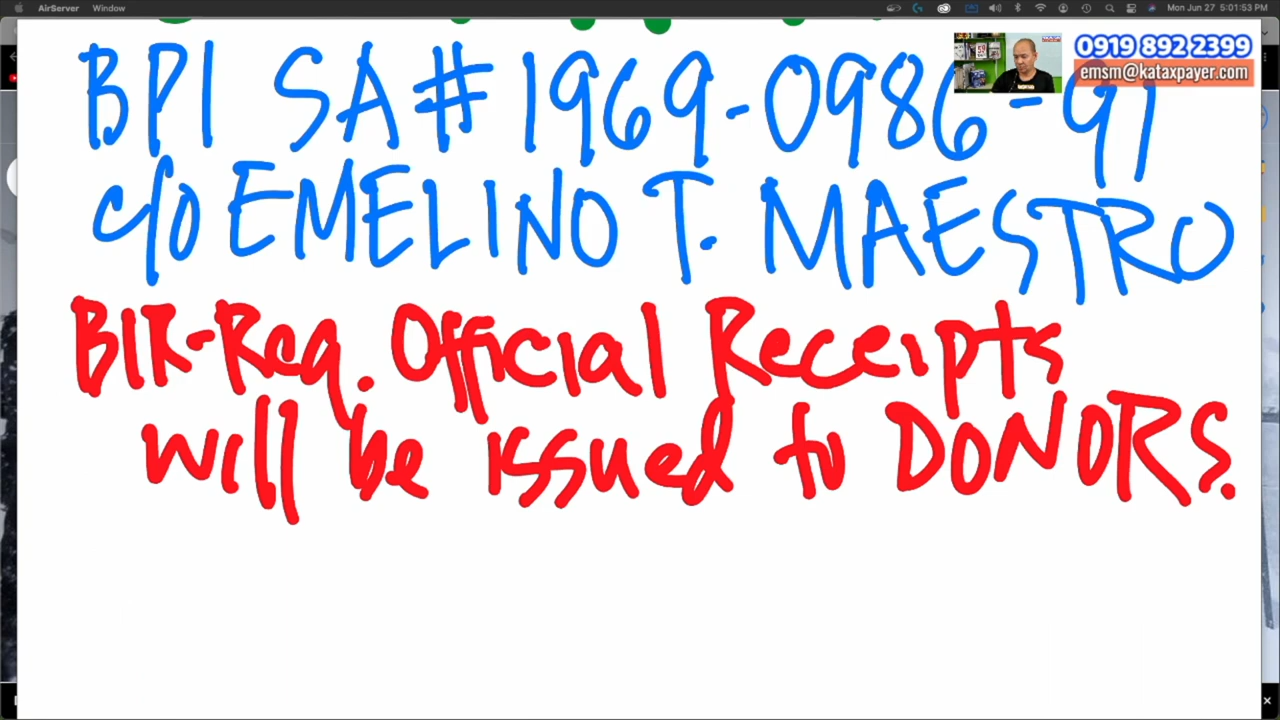 AirServer Window
Mon Jun 27 5:01:53 PM
0919 892 2399
emsm@kataxpayer.com
BPI SA# 1969-0986-91
c/o EMELINO T. MAESTRO
BIR-Reg. Official Receipts
will be issued to DONORS.